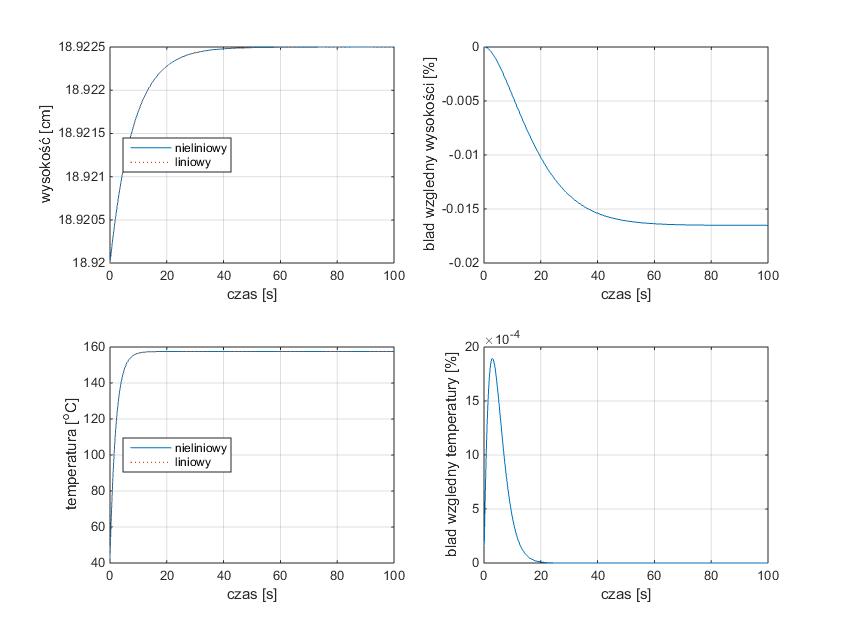 18.9225
18.922
18.9215
18.921
18.9205
18.92
wysokość [cm]
nieliniowy
liniowy
0 20 40 60 80 100
czas [s]
0
-0.005
-0.01
-0.015
-0.02
blad wzgledny wysokości [%]
0 20 40 60 80 100
czas [s]
160
140
120
100
80
60
40
temperatura [°C]
nieliniowy
liniowy
0 20 40 60 80 100
czas [s]
×10⁻⁴
20
15
10
5
0
blad wzgledny temperatury [%]
0 20 40 60 80 100
czas [s]